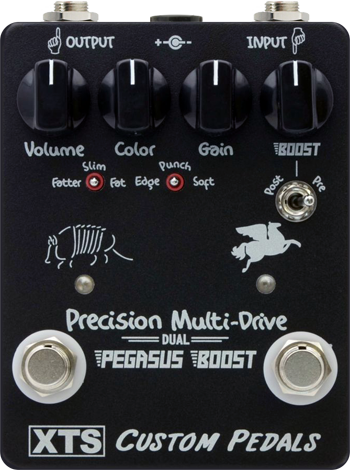 OUTPUT INPUT
Volume Color Gain BOOST
Slim Punch
Fatter Fat Edge Soft Post Pre
Precision Multi-Drive
DUAL
PEGASUS BOOST
XTS CUSTOM PEDALS